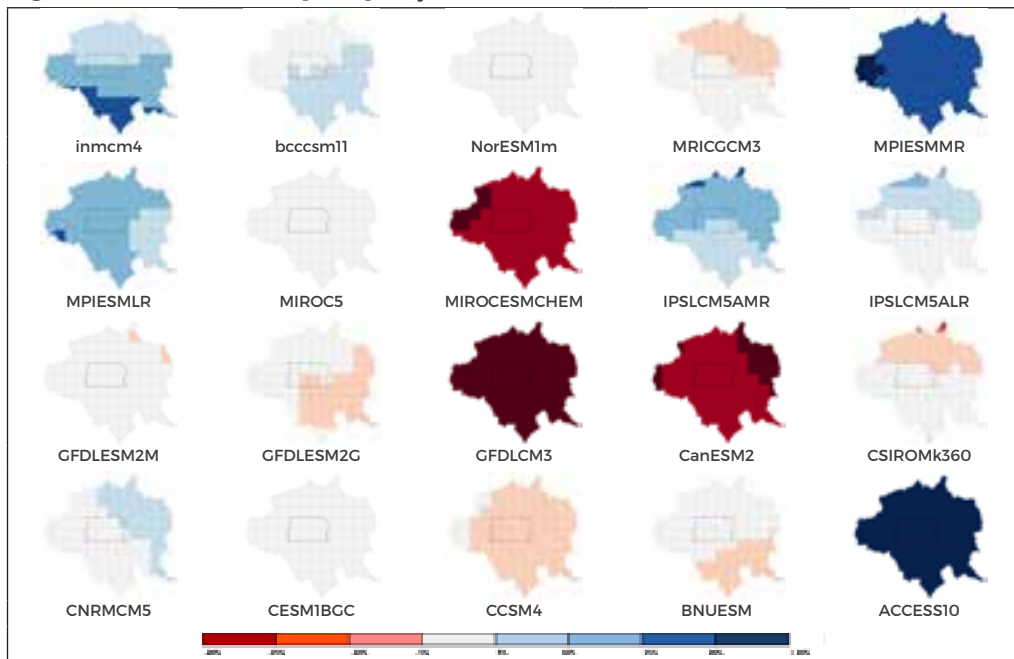 inmcm4
bcccsm11
NorESM1m
MRICGCM3
MPIESMMR
MPIESMLR
MIROC5
MIROCESMCHEM
IPSLCM5AMR
IPSLCM5ALR
GFDLESM2M
GFDLESM2G
GFDLCM3
CanESM2
CSIROMk360
CNRMCM5
CESM1BGC
CCSM4
BNUESM
ACCESS10